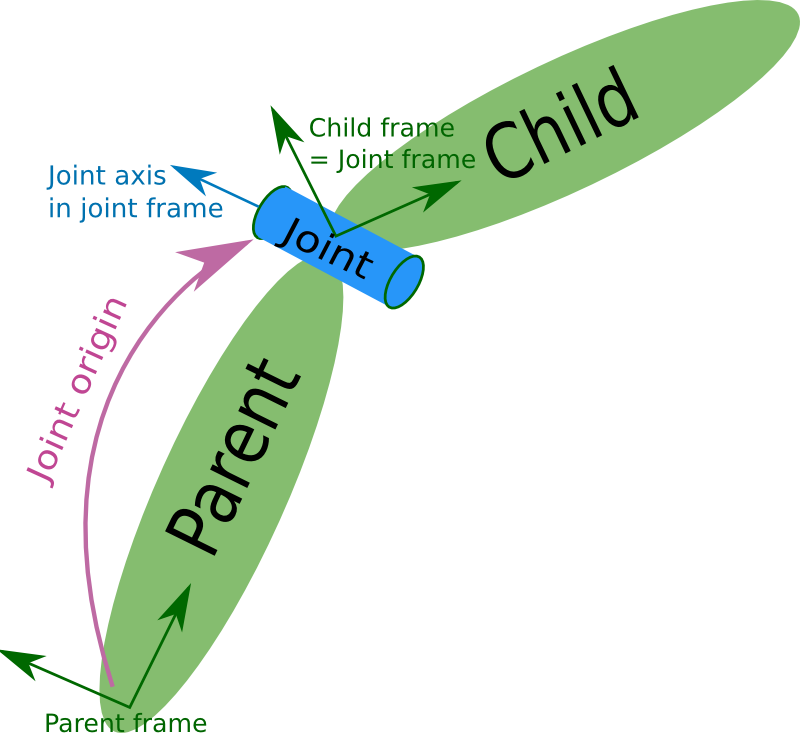 Child
Child frame
= Joint frame
Joint axis
in joint frame
Joint
Joint origin
Parent
Parent frame